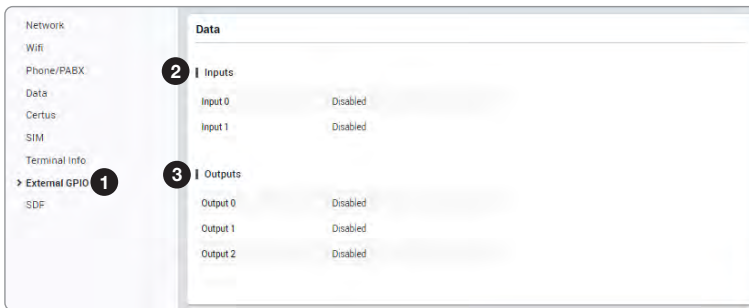 Network
Wifi
Phone/PABX
Data
Certus
SIM
Terminal Info
> External GPIO 1
SDF
Data
2 Inputs
Input 0 Disabled
Input 1 Disabled
3 Outputs
Output 0 Disabled
Output 1 Disabled
Output 2 Disabled